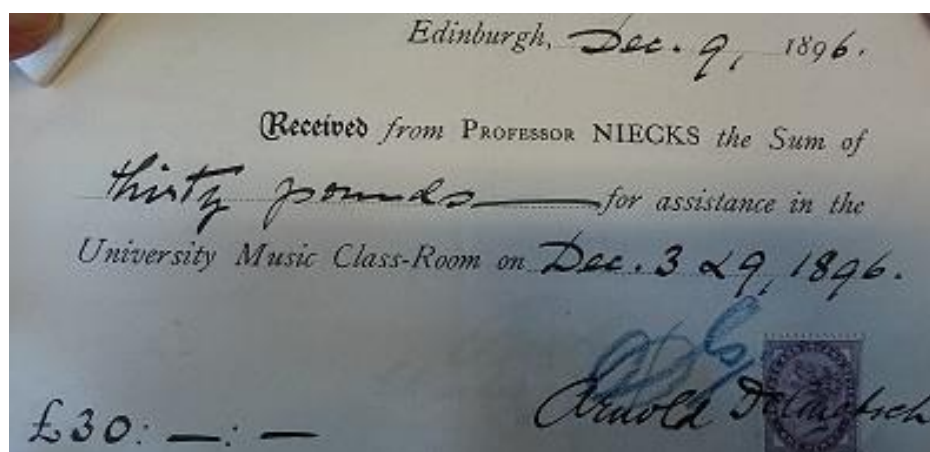 Edinburgh, Dec. 9, 1896.
Received from PROFESSOR NIECKS the Sum of
thirty pounds for assistance in the
University Music Class-Room on Dec. 3 & 9, 1896.
Arnold Dolmetsch
£30: — : —